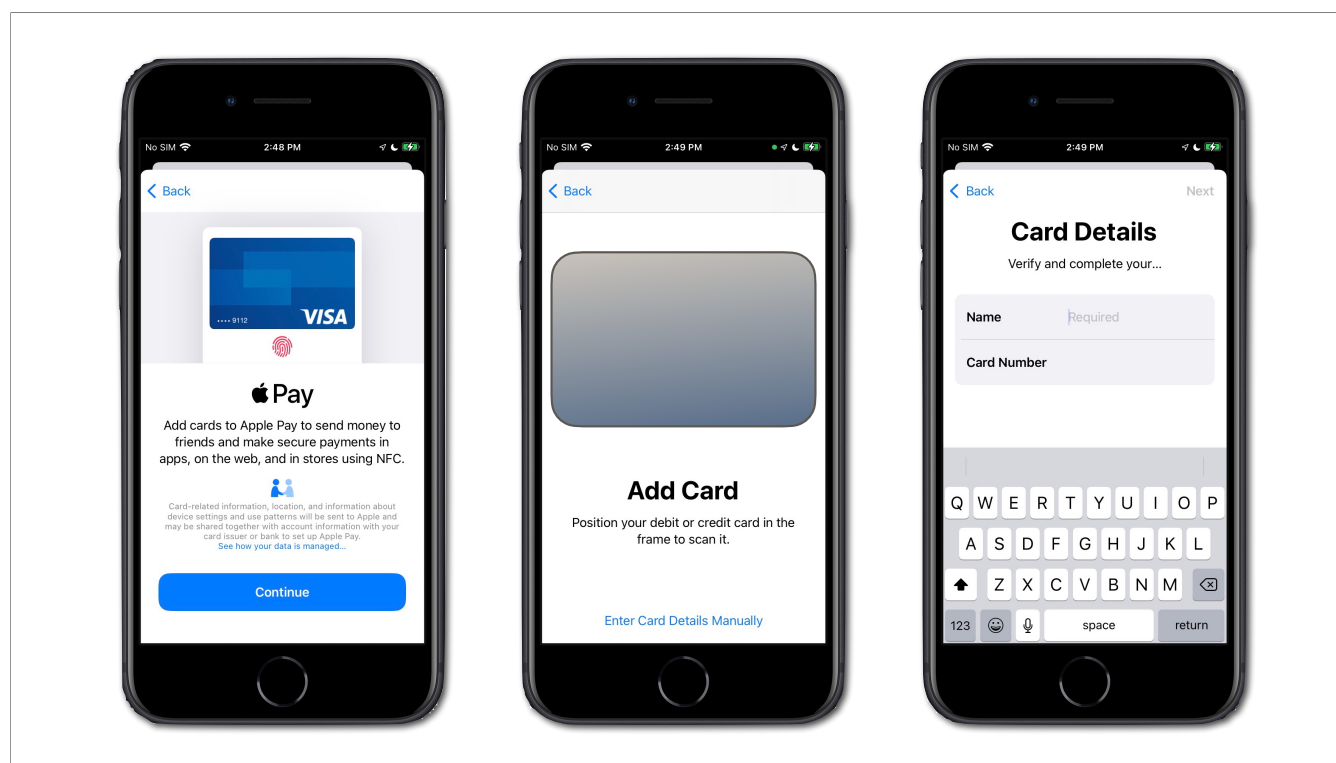 No SIM 2:48 PM
Back
•••• 9112 VISA
Pay
Add cards to Apple Pay to send money to
friends and make secure payments in
apps, on the web, and in stores using NFC.
Card-related information, location, and information about
device settings and use patterns will be sent to Apple and
may be shared together with account information with your
card issuer or bank to set up Apple Pay.
See how your data is managed...
Continue
No SIM 2:49 PM
Back
Add Card
Position your debit or credit card in the
frame to scan it.
Enter Card Details Manually
No SIM 2:49 PM
Back Next
Card Details
Verify and complete your...
Name Required
Card Number
Q W E R T Y U I O P
A S D F G H J K L
Z X C V B N M
123 space return